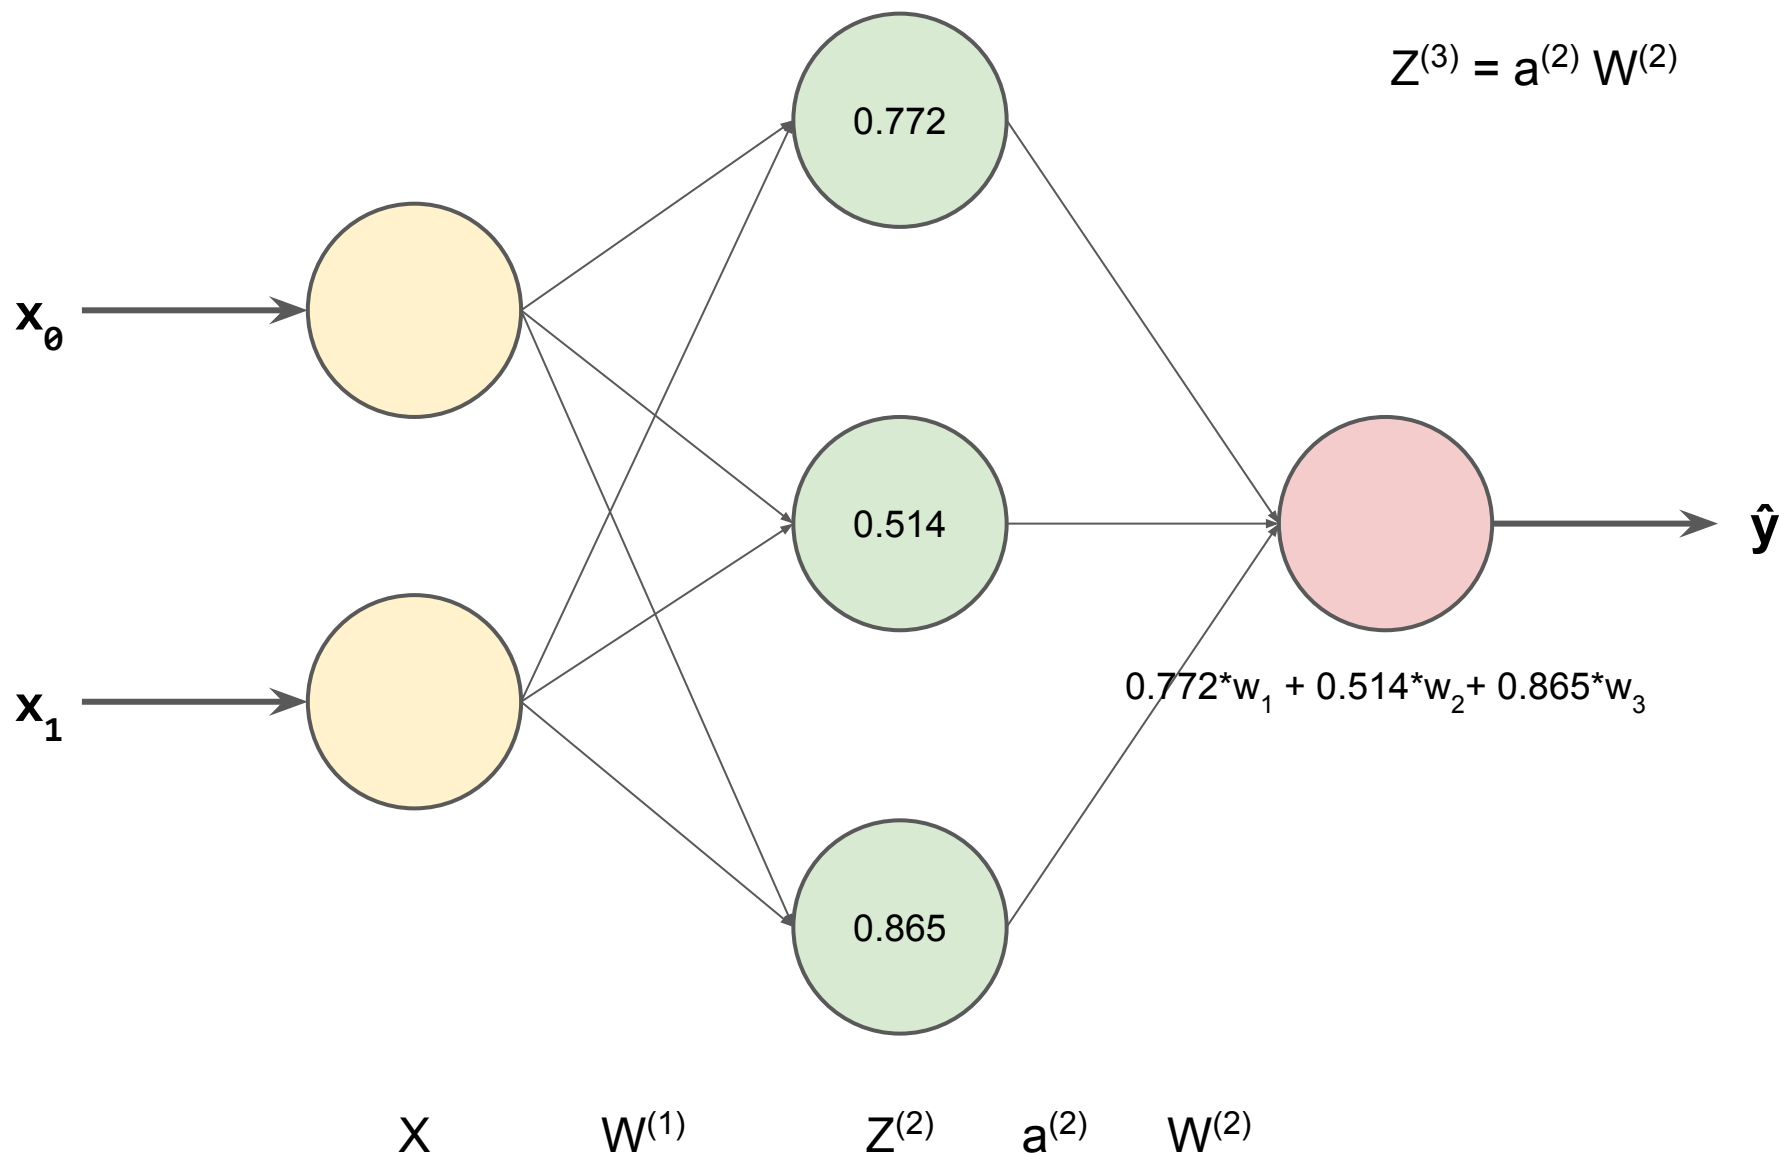 Z⁽³⁾ = a⁽²⁾ W⁽²⁾
0.772
x₀
0.514
ŷ
x₁
0.772*w₁ + 0.514*w₂+ 0.865*w₃
0.865
X W⁽¹⁾ Z⁽²⁾ a⁽²⁾ W⁽²⁾